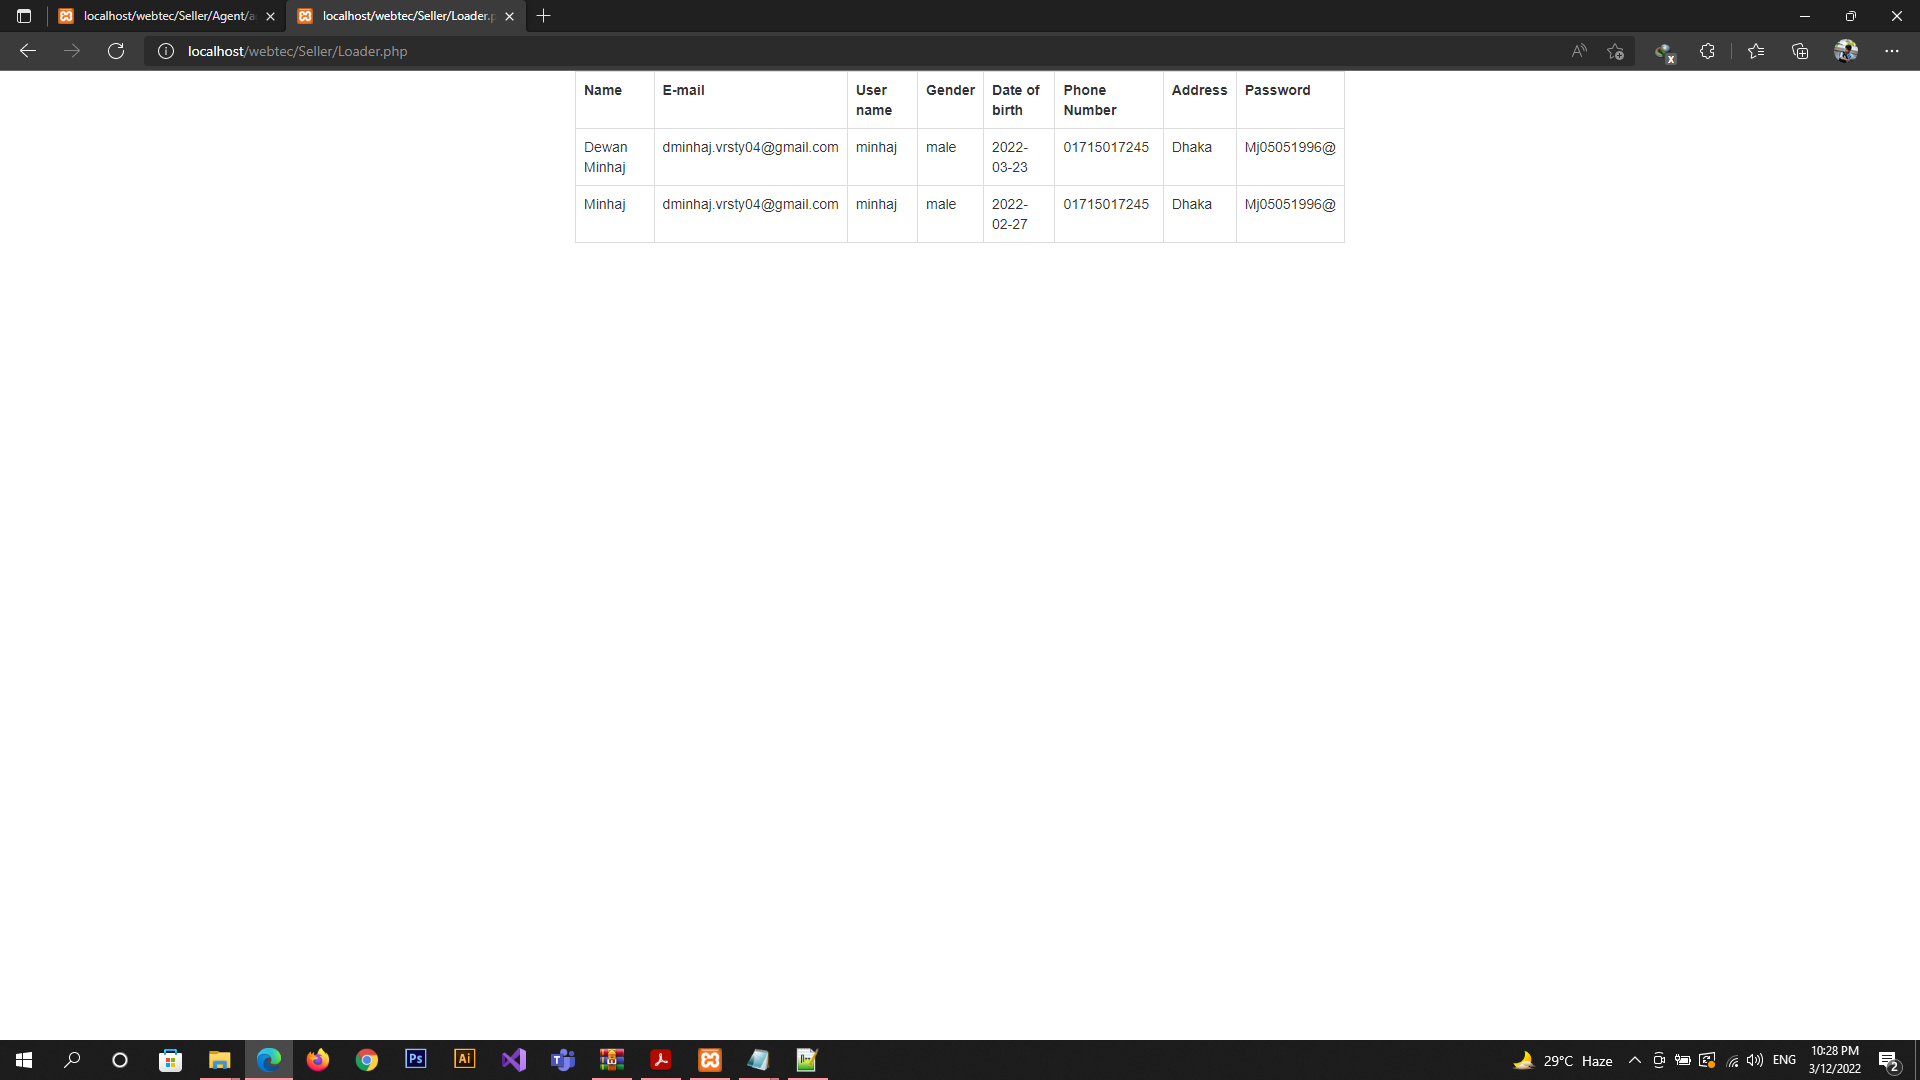 localhost/webtec/Seller/Agent/a
localhost/webtec/Seller/Loader.p
localhost/webtec/Seller/Loader.php
Name E-mail User name Gender Date of birth Phone Number Address Password
Dewan Minhaj dminhaj.vrsty04@gmail.com minhaj male 2022-03-23 01715017245 Dhaka Mj05051996@
Minhaj dminhaj.vrsty04@gmail.com minhaj male 2022-02-27 01715017245 Dhaka Mj05051996@
Ps Ai
29°C Haze ENG
10:28 PM
3/12/2022
2